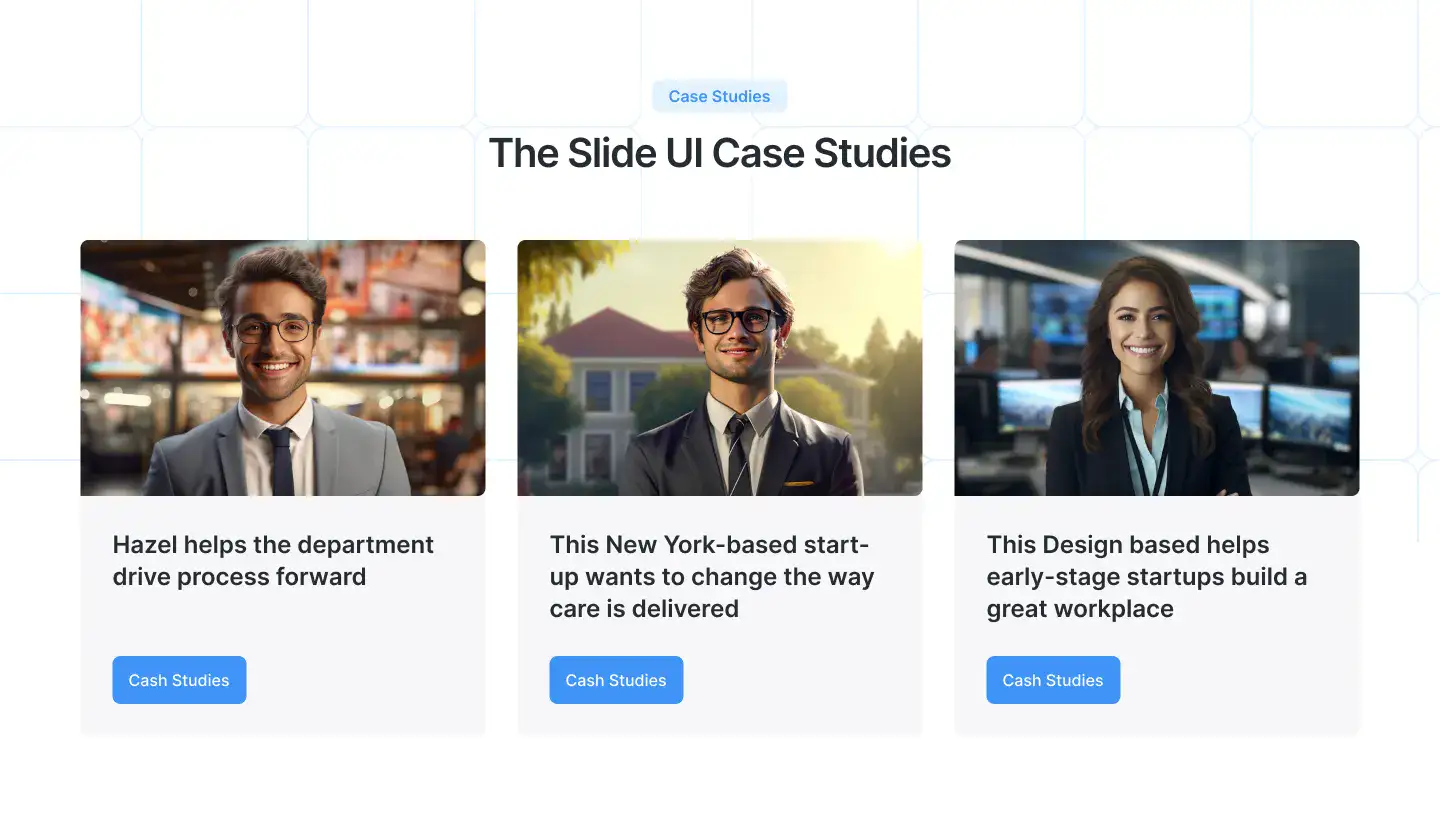 Case Studies
The Slide UI Case Studies
Hazel helps the department
drive process forward
Cash Studies
This New York-based start-
up wants to change the way
care is delivered
Cash Studies
This Design based helps
early-stage startups build a
great workplace
Cash Studies